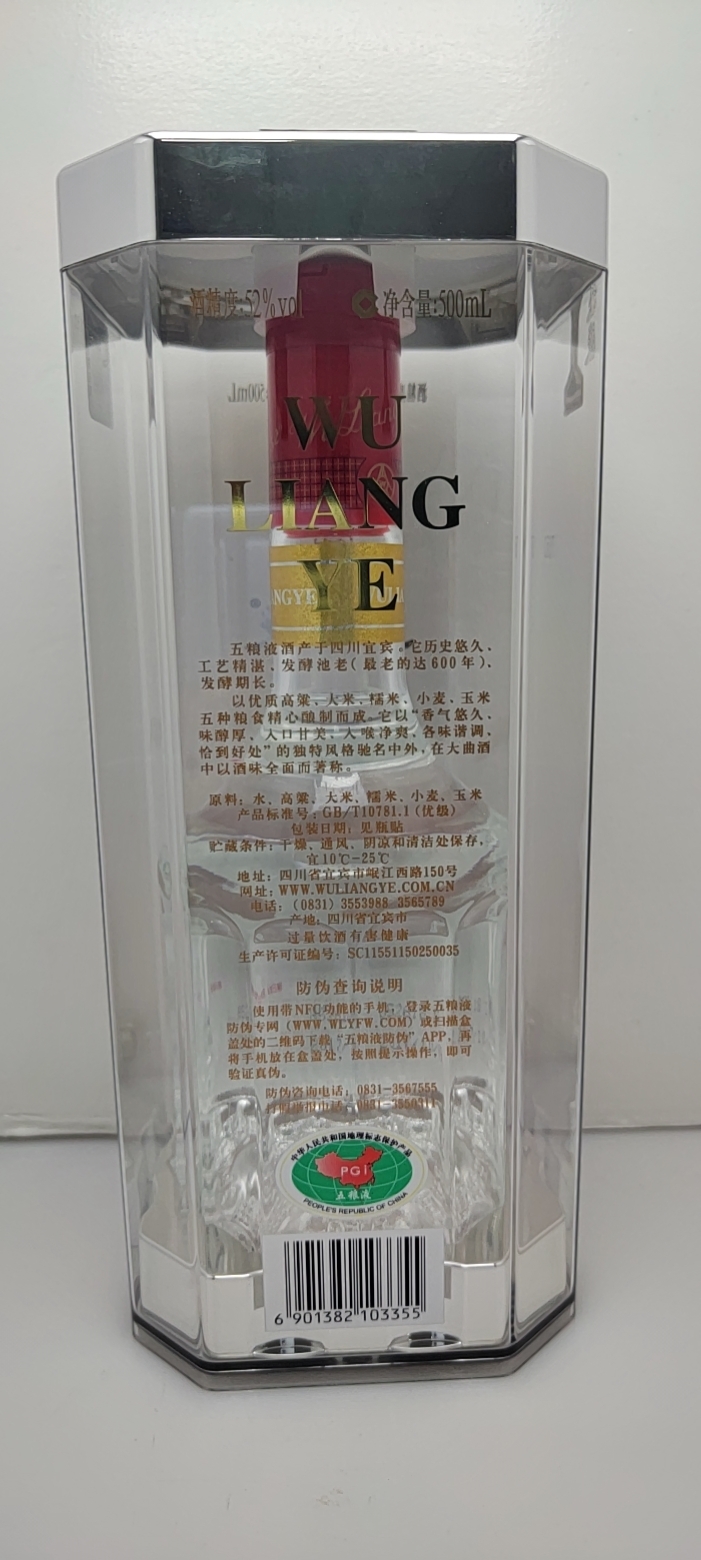 酒精度:52%vol 净含量:500mL
WU
LIANG
YE
五粮液酒产于四川宜宾。它历史悠久、
工艺精湛、发酵池老(最老的达600年)、
发酵期长。
以优质高粱、大米、糯米、小麦、玉米
五种粮食精心酿制而成。它以“香气悠久、
味醇厚、入口甘美、入喉净爽、各味谐调、
恰到好处”的独特风格驰名中外,在大曲酒
中以酒味全面而著称。
原料:水、高粱、大米、糯米、小麦、玉米
产品标准号:GB/T10781.1(优级)
包装日期:见瓶贴
贮藏条件:干燥、通风、阴凉和清洁处保存,
宜10℃-25℃
地址:四川省宜宾市岷江西路150号
网址:WWW.WULIANGYE.COM.CN
电话:(0831)3553988 3565789
产地:四川省宜宾市
过量饮酒有害健康
生产许可证编号:SC11551150250035
防伪查询说明
使用带NFC功能的手机,登录五粮液
防伪专网(WWW.WLYFW.COM)或扫描盒
盖处的二维码下载“五粮液防伪”APP,再
将手机放在盒盖处,按照提示操作,即可
验证真伪。
防伪咨询电话:0831-3567555
打假举报电话:0831-3550311
中华人民共和国地理标志保护产品
PGI
五粮液
PEOPLE'S REPUBLIC OF CHINA
6 901382 103355